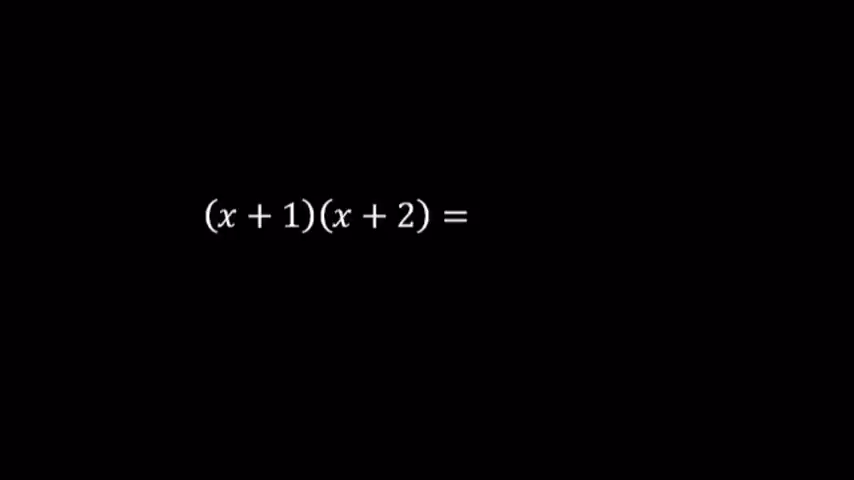 (x + 1)(x + 2) =